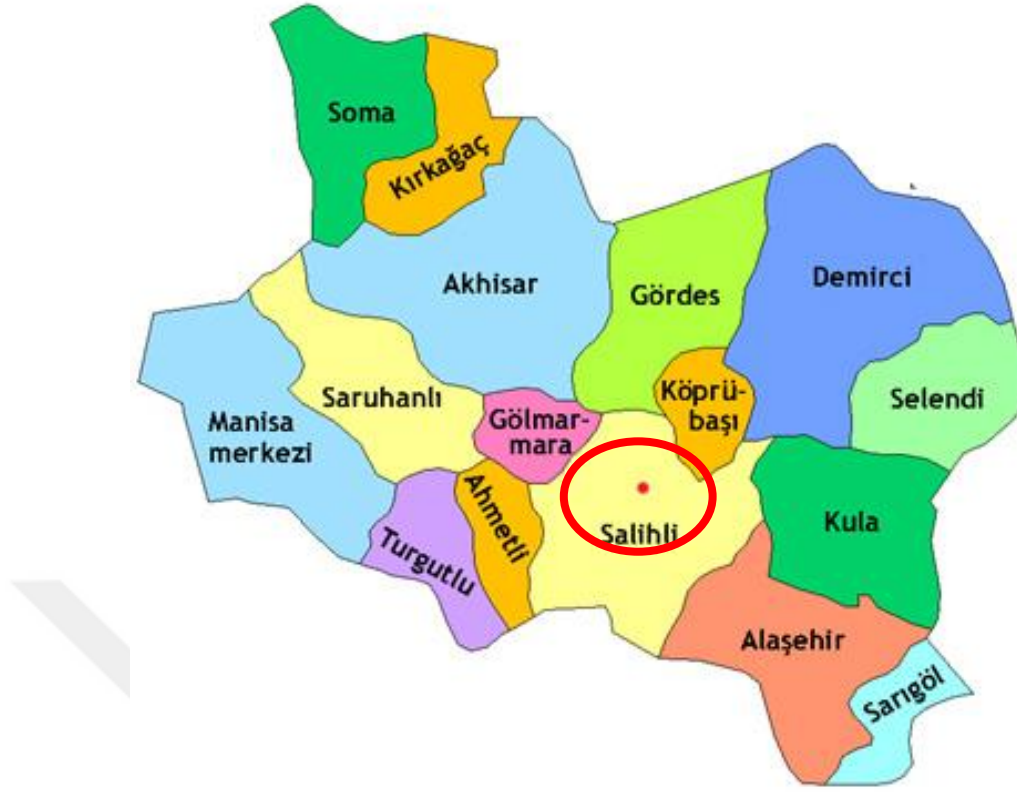 Soma
Kırkağaç
Akhisar
Gördes
Demirci
Saruhanlı
Gölmar-
mara
Köprü-
başı
Selendi
Manisa
merkezi
Ahmetli
Turgutlu
Salihli
Kula
Alaşehir
Sarıgöl